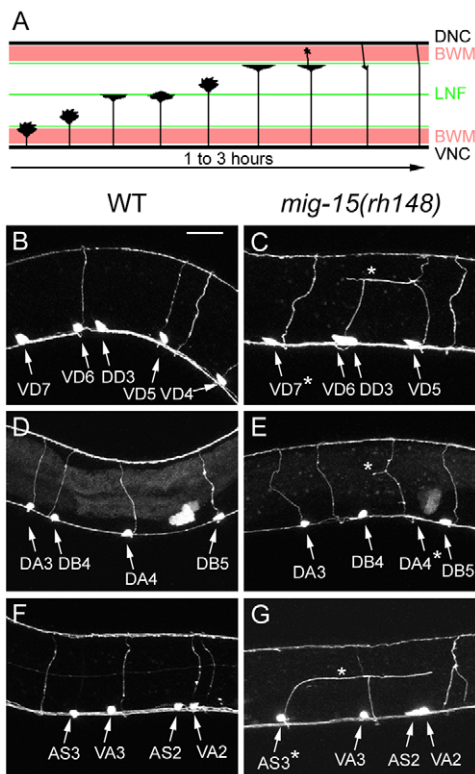 A
DNC
BWM
LNF
BWM
VNC
1 to 3 hours
WT
mig-15(rh148)
B
VD7
VD6
DD3
VD5
VD4
C
*
VD7*
VD6
DD3
VD5
D
DA3
DB4
DA4
DB5
E
*
DA3
DB4
DA4*
DB5
F
AS3
VA3
AS2
VA2
G
*
AS3*
VA3
AS2
VA2